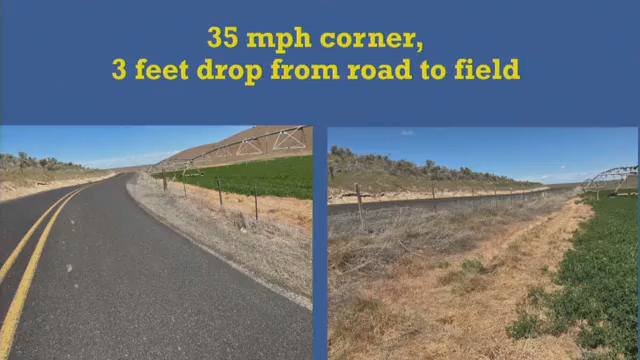 35 mph corner,
3 feet drop from road to field